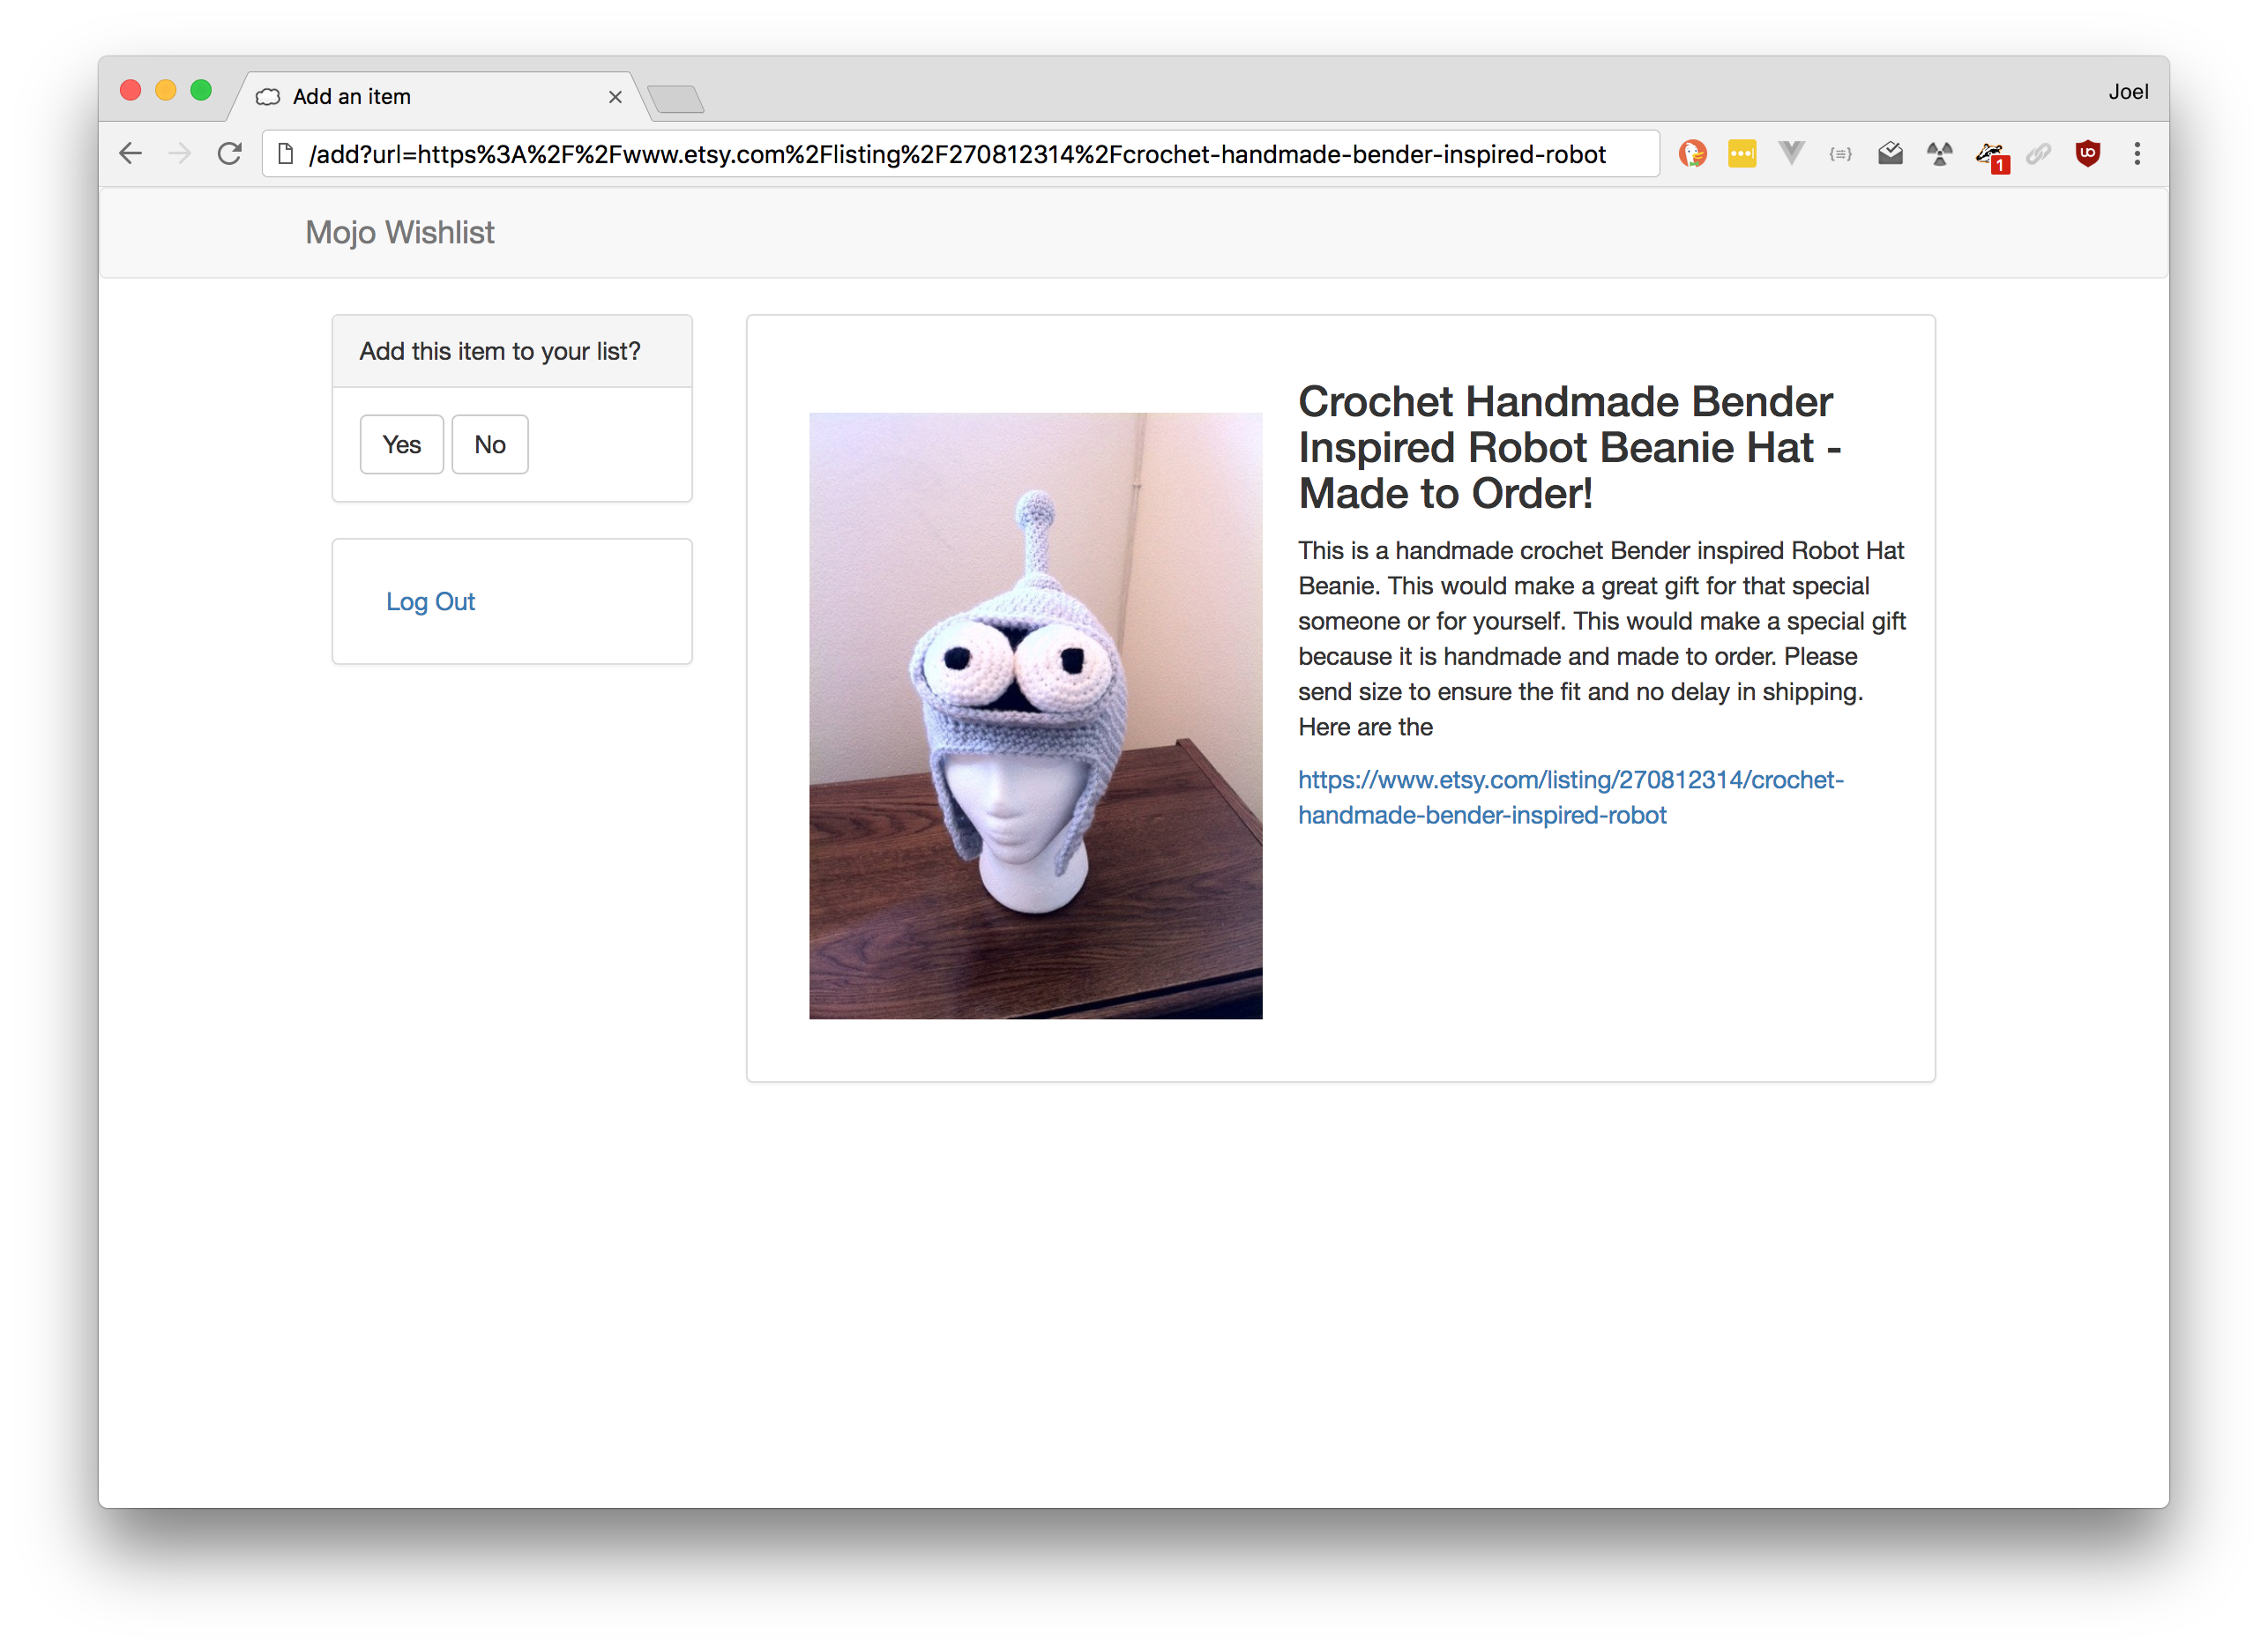 Add an item
Joel
/add?url=https%3A%2F%2Fwww.etsy.com%2Flisting%2F270812314%2Fcrochet-handmade-bender-inspired-robot
1
Mojo Wishlist
Add this item to your list?
Yes No
Log Out
Crochet Handmade Bender
Inspired Robot Beanie Hat -
Made to Order!
This is a handmade crochet Bender inspired Robot Hat
Beanie. This would make a great gift for that special
someone or for yourself. This would make a special gift
because it is handmade and made to order. Please
send size to ensure the fit and no delay in shipping.
Here are the
https://www.etsy.com/listing/270812314/crochet-
handmade-bender-inspired-robot